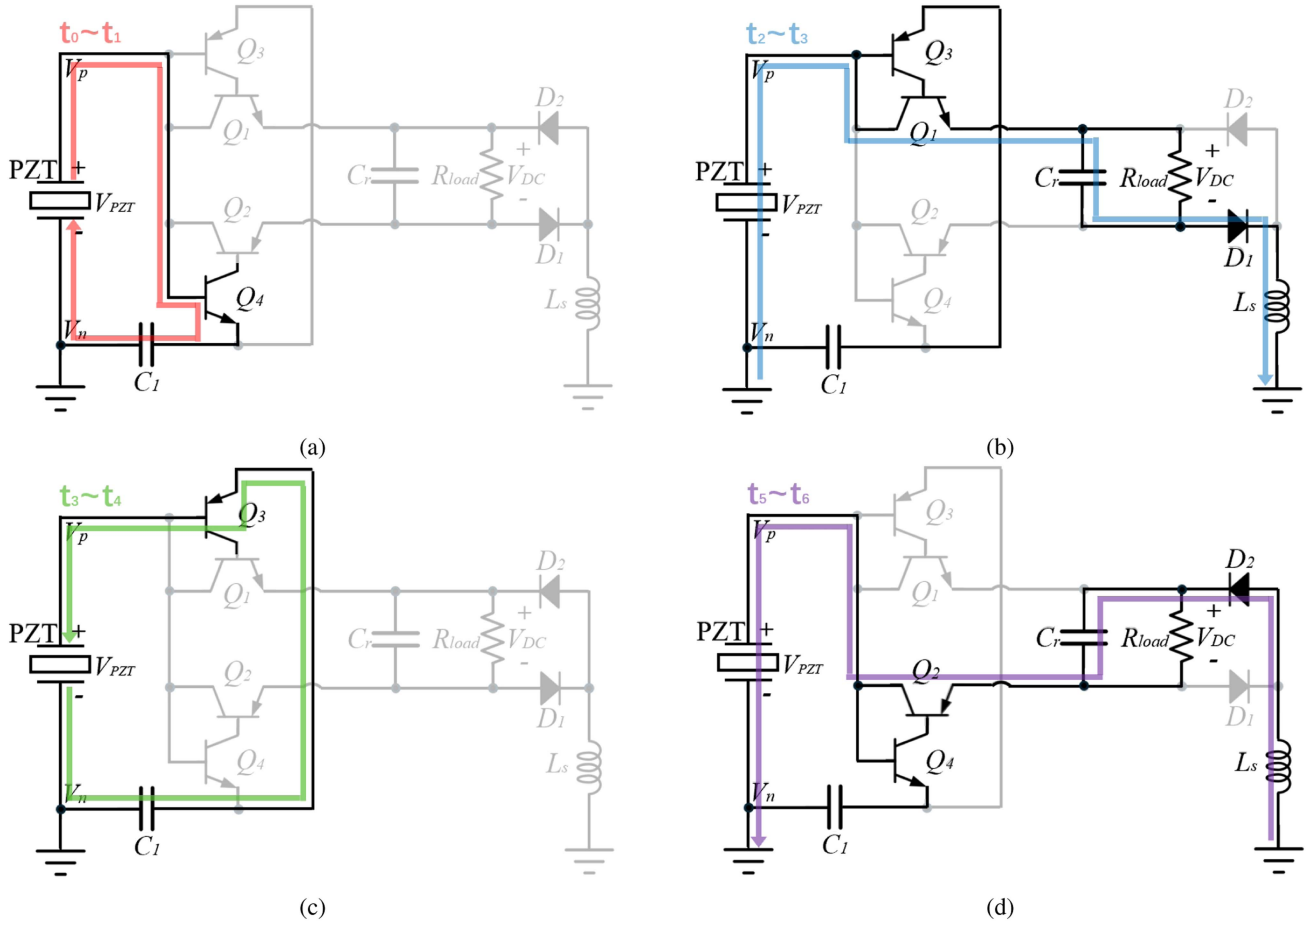 t₀~t₁
Vp
Q3
Q1
D2
PZT
+
VPZT
-
Cr
Rload
+
VDC
-
Q2
D1
Q4
Ls
Vn
C1
(a)
t₂~t₃
Vp
Q3
Q1
D2
PZT
+
VPZT
-
Cr
Rload
+
VDC
-
Q2
D1
Q4
Ls
Vn
C1
(b)
t₃~t₄
Vp
Q3
Q1
D2
PZT
+
VPZT
-
Cr
Rload
+
VDC
-
Q2
D1
Q4
Ls
Vn
C1
(c)
t₅~t₆
Vp
Q3
Q1
D2
PZT
+
VPZT
-
Cr
Rload
+
VDC
-
Q2
D1
Q4
Ls
Vn
C1
(d)